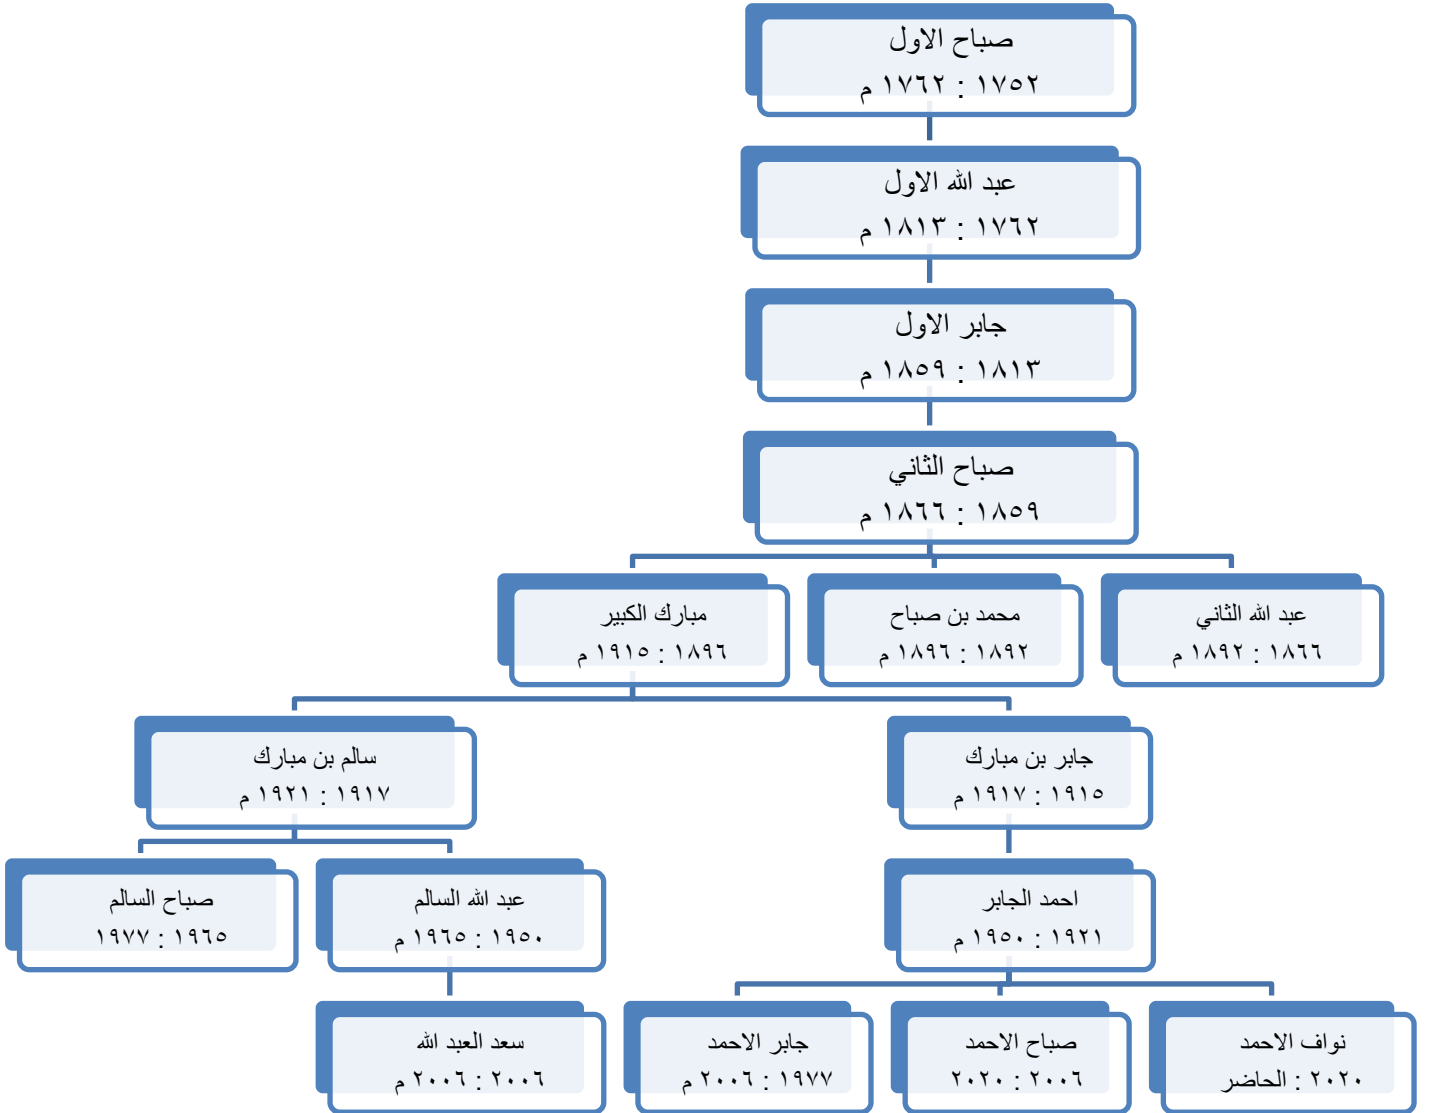 صباح الاول
١٧٥٢ : ١٧٦٢ م
عبد الله الاول
١٧٦٢ : ١٨١٣ م
جابر الاول
١٨١٣ : ١٨٥٩ م
صباح الثاني
١٨٥٩ : ١٨٦٦ م
عبد الله الثاني
١٨٦٦ : ١٨٩٢ م
محمد بن صباح
١٨٩٢ : ١٨٩٦ م
مبارك الكبير
١٨٩٦ : ١٩١٥ م
جابر بن مبارك
١٩١٥ : ١٩١٧ م
سالم بن مبارك
١٩١٧ : ١٩٢١ م
احمد الجابر
١٩٢١ : ١٩٥٠ م
عبد الله السالم
١٩٥٠ : ١٩٦٥ م
صباح السالم
١٩٦٥ : ١٩٧٧
نواف الاحمد
٢٠٢٠ : الحاضر
صباح الاحمد
٢٠٠٦ : ٢٠٢٠
جابر الاحمد
١٩٧٧ : ٢٠٠٦ م
سعد العبد الله
٢٠٠٦ : ٢٠٠٦ م